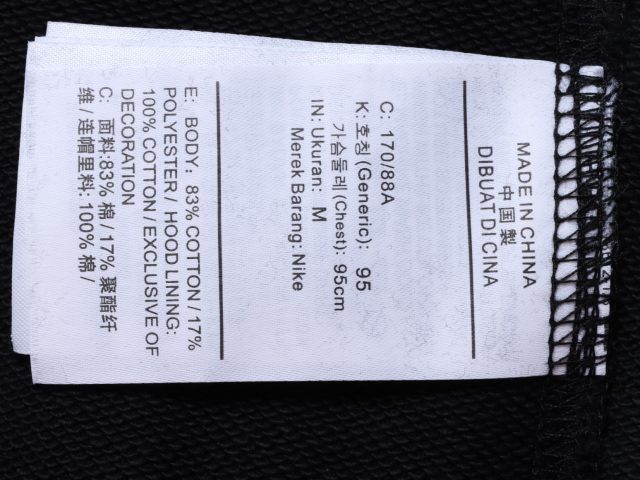 MADE IN CHINA
中国製
DIBUAT DI CINA
C: 170/88A
K: 호칭 (Generic): 95
가슴둘레 (Chest): 95cm
IN: Ukuran: M
Merek Barang: Nike
E: BODY: 83% COTTON / 17%
POLYESTER / HOOD LINING:
100% COTTON / EXCLUSIVE OF
DECORATION
C: 面料:83% 棉 / 17% 聚酯纤
维 / 连帽里料: 100% 棉 /